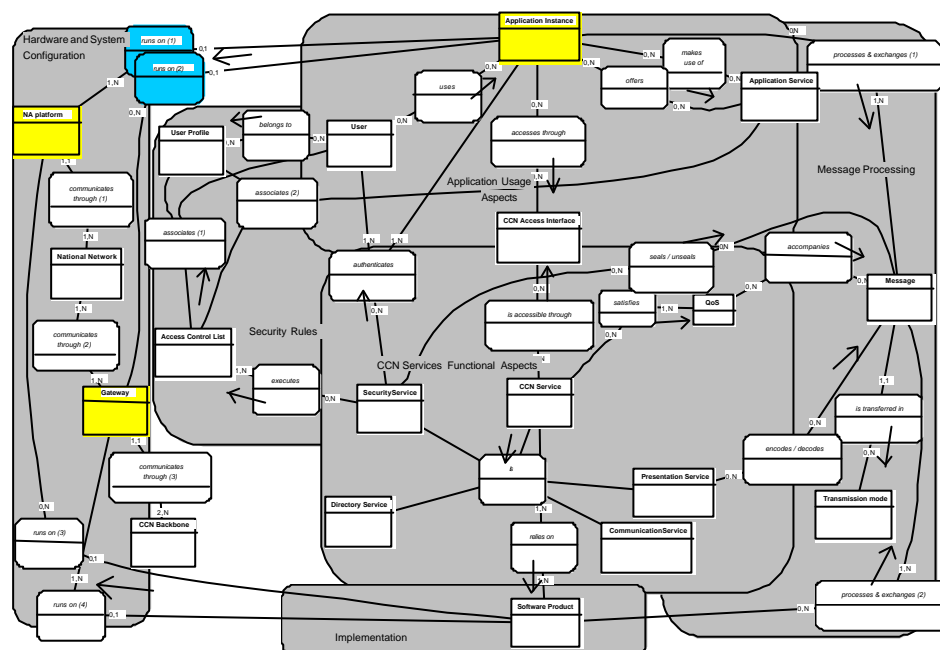 Hardware and System
Configuration
runs on (1)
runs on (2)
0,1
0,1
1,N
0,N
Application Instance
0,N
0,N
0,N
0,N
0,N
makes
use of
offers
uses
0,N
0,N
Application Service
processes & exchanges (1)
1,N
NA platform
1,1
User Profile
0,N
belongs to
0,N
User
0,N
accesses through
0,N
communicates
through (1)
1,N
associates (2)
Application Usage
Aspects
Message Processing
associates (1)
National Network
1,N
CCN Access Interface
0,N
1,N
1,N
authenticates
0,N
seals / unseals
0,N
0,N
accompanies
0,N
0,N
Message
satisfies
1,N
QoS
0,N
is accessible through
0,N
communicates
through (2)
1,N
Access Control List
Security Rules
CCN Services Functional Aspects
1,N
executes
0,N
SecurityService
CCN Service
1,1
Gateway
1,1
is transferred in
0,N
0,N
encodes / decodes
0,N
communicates
through (3)
2,N
&
1,N
Presentation Service
Directory Service
CommunicationService
Transmission mode
CCN Backbone
0,N
runs on (3)
0,1
relies on
1,N
1,N
1,N
runs on (4)
0,1
Software Product
0,N
processes & exchanges (2)
Implementation